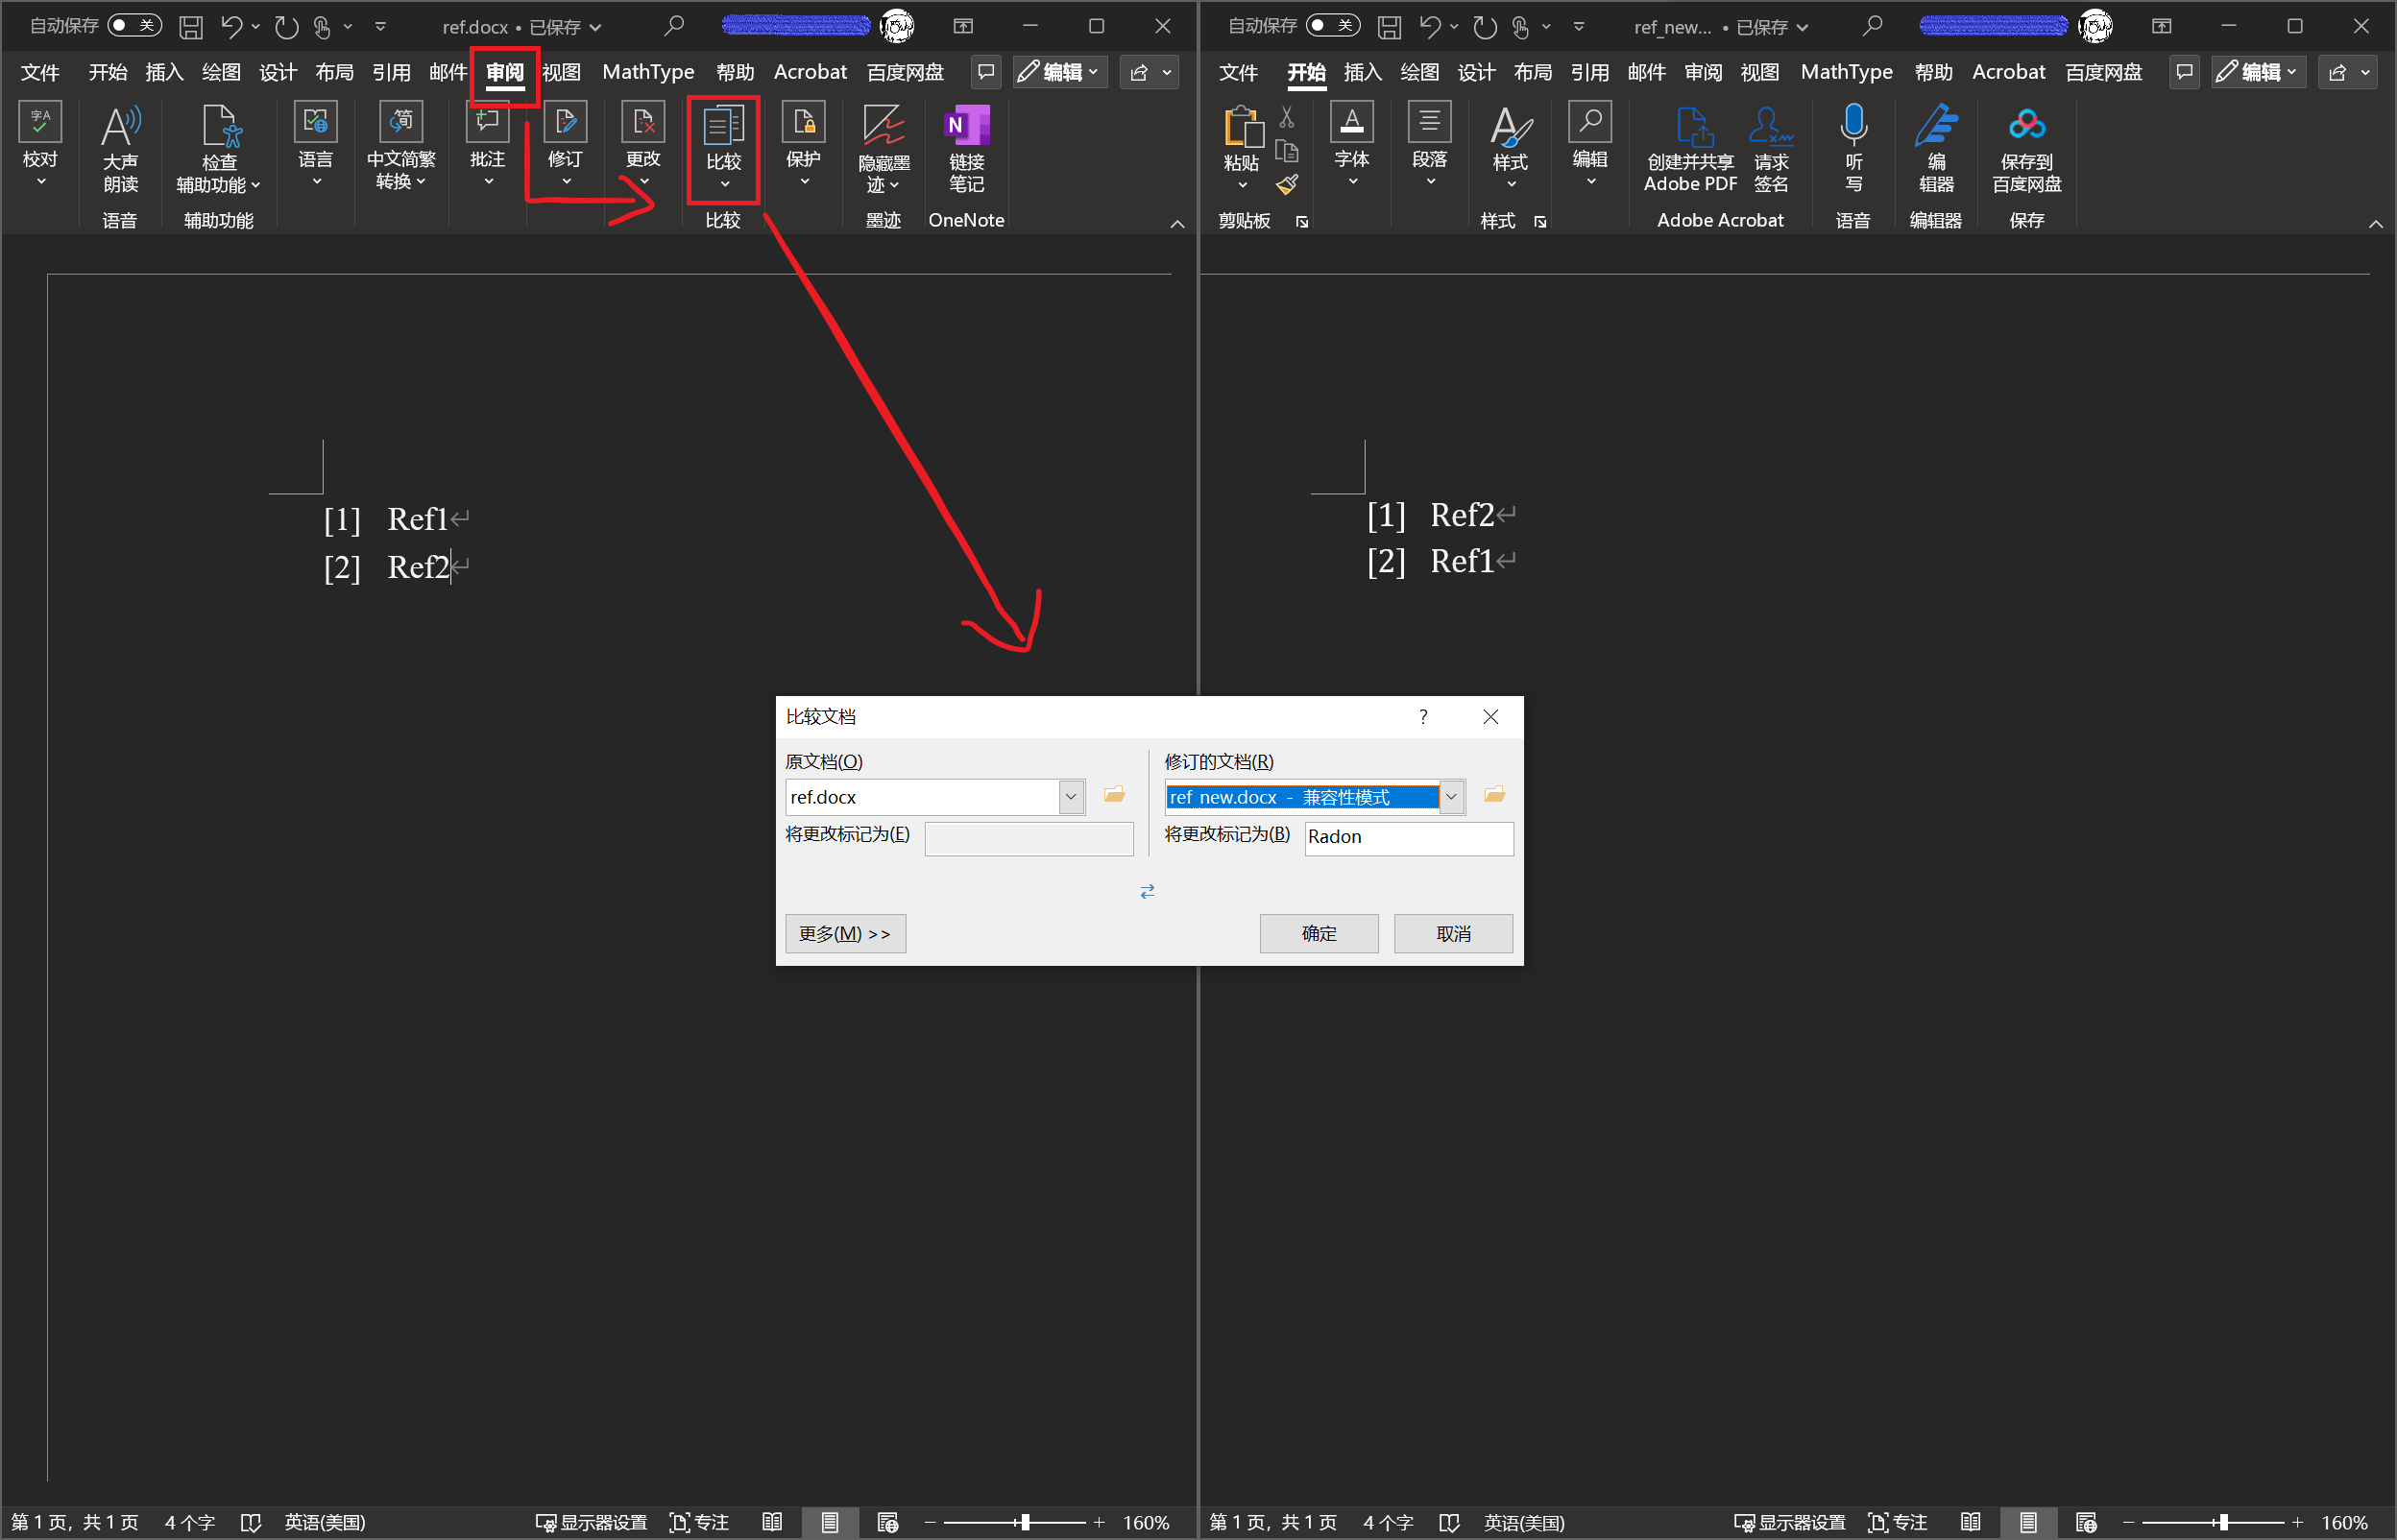 自动保存 关 ref.docx • 已保存
文件 开始 插入 绘图 设计 布局 引用 邮件 审阅 视图 MathType 帮助 Acrobat 百度网盘 编辑
字A
校对
大声
朗读
语音
检查
辅助功能
辅助功能
语言
简
中文简繁
转换
批注
修订
更改
比较
比较
保护
隐藏墨
迹
墨迹
N
链接
笔记
OneNote
[1] Ref1
[2] Ref2
第 1 页，共 1 页 4 个字 英语(美国) 显示器设置 专注 160%
自动保存 关 ref_new... • 已保存
文件 开始 插入 绘图 设计 布局 引用 邮件 审阅 视图 MathType 帮助 Acrobat 百度网盘 编辑
粘贴
剪贴板
A
字体
段落
样式
样式
编辑
创建并共享
Adobe PDF
请求
签名
Adobe Acrobat
听
写
语音
编
辑器
编辑器
保存到
百度网盘
保存
[1] Ref2
[2] Ref1
第 1 页，共 1 页 4 个字 英语(美国) 显示器设置 专注 160%
比较文档 ?
原文档(O)
ref.docx
将更改标记为(E)
修订的文档(R)
ref_new.docx - 兼容性模式
将更改标记为(B) Radon
更多(M) >> 确定 取消